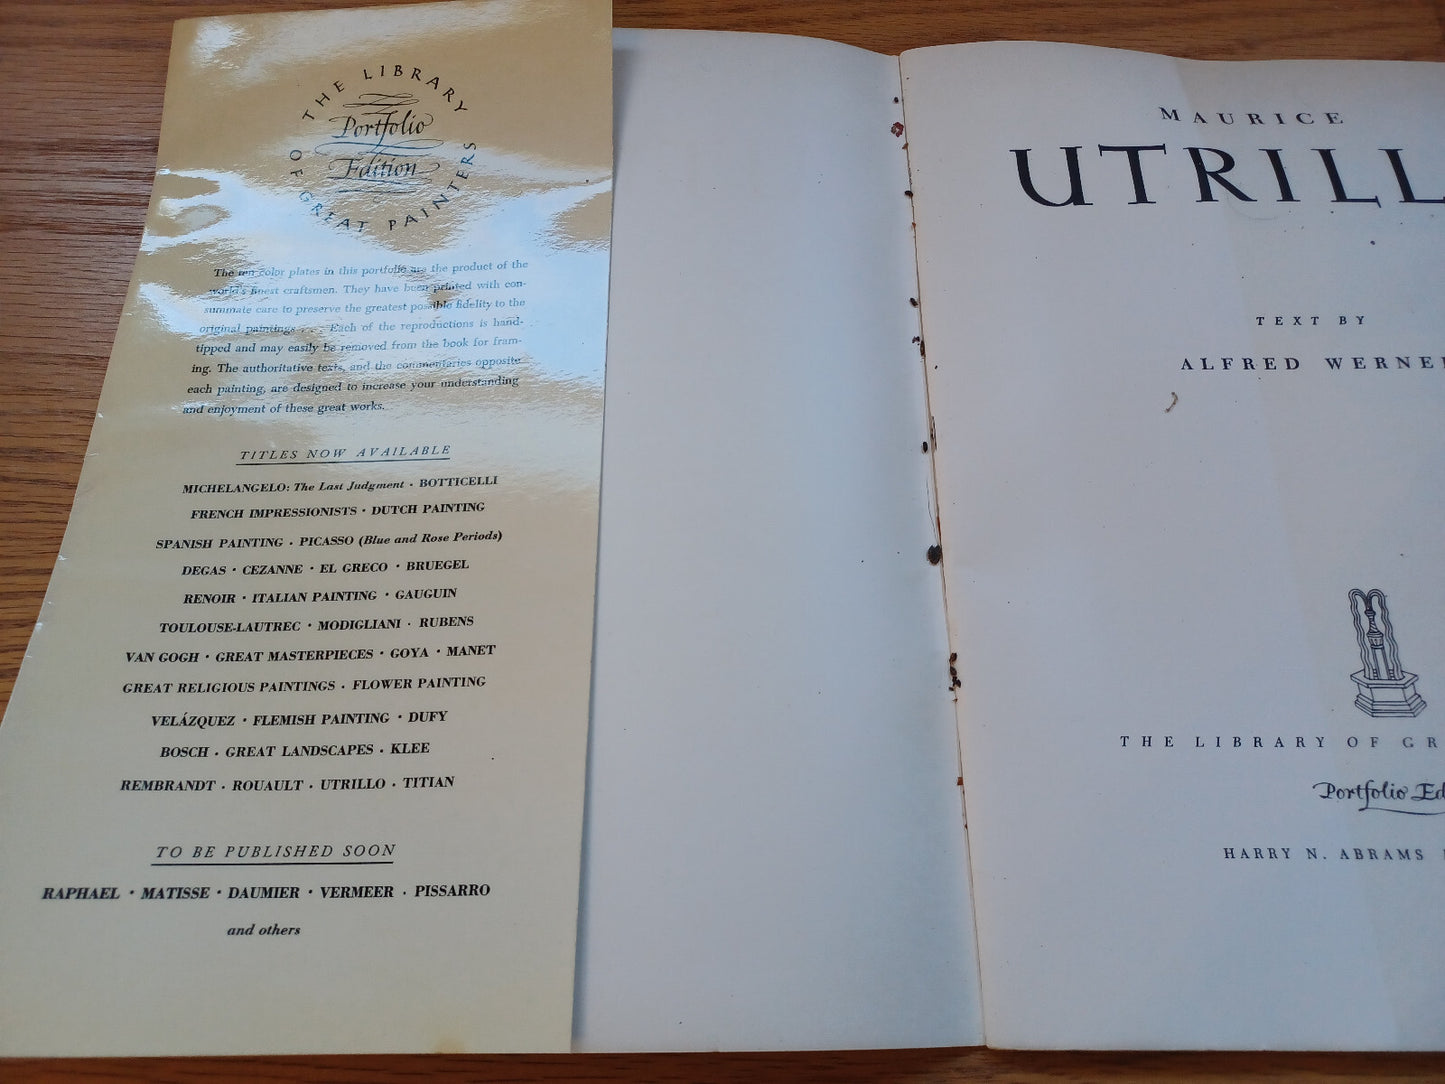 THE LIBRARY
Portfolio
Edition
OF GREAT PAINTERS
The ten color plates in this portfolio are the product of the
world's finest craftsmen. They have been printed with con-
summate care to preserve the greatest possible fidelity to the
original paintings . . . Each of the reproductions is hand-
tipped and may easily be removed from the book for fram-
ing. The authoritative texts, and the commentaries opposite
each painting, are designed to increase your understanding
and enjoyment of these great works.
TITLES NOW AVAILABLE
MICHELANGELO: The Last Judgment · BOTTICELLI
FRENCH IMPRESSIONISTS · DUTCH PAINTING
SPANISH PAINTING · PICASSO (Blue and Rose Periods)
DEGAS · CEZANNE · EL GRECO · BRUEGEL
RENOIR · ITALIAN PAINTING · GAUGUIN
TOULOUSE-LAUTREC · MODIGLIANI · RUBENS
VAN GOGH · GREAT MASTERPIECES · GOYA · MANET
GREAT RELIGIOUS PAINTINGS · FLOWER PAINTING
VELÁZQUEZ · FLEMISH PAINTING · DUFY
BOSCH · GREAT LANDSCAPES · KLEE
REMBRANDT · ROUAULT · UTRILLO · TITIAN
TO BE PUBLISHED SOON
RAPHAEL · MATISSE · DAUMIER · VERMEER · PISSARRO
and others
MAURICE
UTRILL
TEXT BY
ALFRED WERNE
THE LIBRARY OF GR
Portfolio Ed
HARRY N. ABRAMS